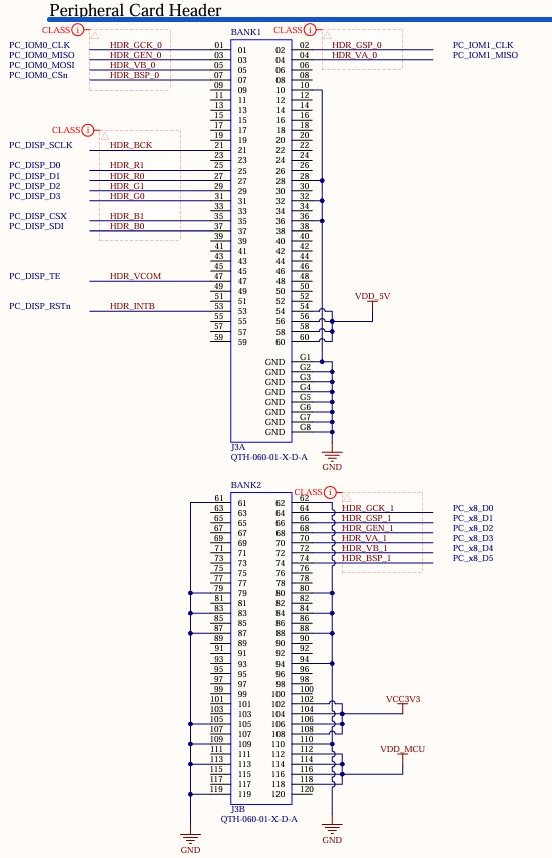 Peripheral Card Header
CLASS i BANK1 CLASS i
PC_IOM0_CLK HDR_GCK_0 01 01 02 02 HDR_GSP_0 PC_IOM1_CLK
PC_IOM0_MISO HDR_GEN_0 03 03 04 04 HDR_VA_0 PC_IOM1_MISO
PC_IOM0_MOSI HDR_VB_0 05 05 06 06
PC_IOM0_CSn HDR_BSP_0 07 07 08 08
09 09 10 10
11 11 12 12
13 13 14 14
15 15 16 16
CLASS i 17 17 18 18
19 19 20 20
PC_DISP_SCLK HDR_BCK 21 21 22 22
23 23 24 24
PC_DISP_D0 HDR_R1 25 25 26 26
PC_DISP_D1 HDR_R0 27 27 28 28
PC_DISP_D2 HDR_G1 29 29 30 30
PC_DISP_D3 HDR_G0 31 31 32 32
33 33 34 34
PC_DISP_CSX HDR_B1 35 35 36 36
PC_DISP_SDI HDR_B0 37 37 38 38
39 39 40 40
41 41 42 42
43 43 44 44
45 45 46 46
PC_DISP_TE HDR_VCOM 47 47 48 48
49 49 50 50
51 51 52 52 VDD_5V
PC_DISP_RSTn HDR_INTB 53 53 54 54
55 55 56 56
57 57 58 58
59 59 60 60
GND G1
GND G2
GND G3
GND G4
GND G5
GND G6
GND G7
GND G8
J3A
QTH-060-01-X-D-A GND
BANK2 CLASS i
61 61 62 62
63 63 64 64 HDR_GCK_1 PC_x8_D0
65 65 66 66 HDR_GSP_1 PC_x8_D1
67 67 68 68 HDR_GEN_1 PC_x8_D2
69 69 70 70 HDR_VA_1 PC_x8_D3
71 71 72 72 HDR_VB_1 PC_x8_D4
73 73 74 74 HDR_BSP_1 PC_x8_D5
75 75 76 76
77 77 78 78
79 79 80 80
81 81 82 82
83 83 84 84
85 85 86 86
87 87 88 88
89 89 90 90
91 91 92 92
93 93 94 94
95 95 96 96
97 97 98 98
99 99 100 100
101 101 102 102 VCC3V3
103 103 104 104
105 105 106 106
107 107 108 108
109 109 110 110
111 111 112 112 VDD_MCU
113 113 114 114
115 115 116 116
117 117 118 118
119 119 120 120
J3B
QTH-060-01-X-D-A
GND GND